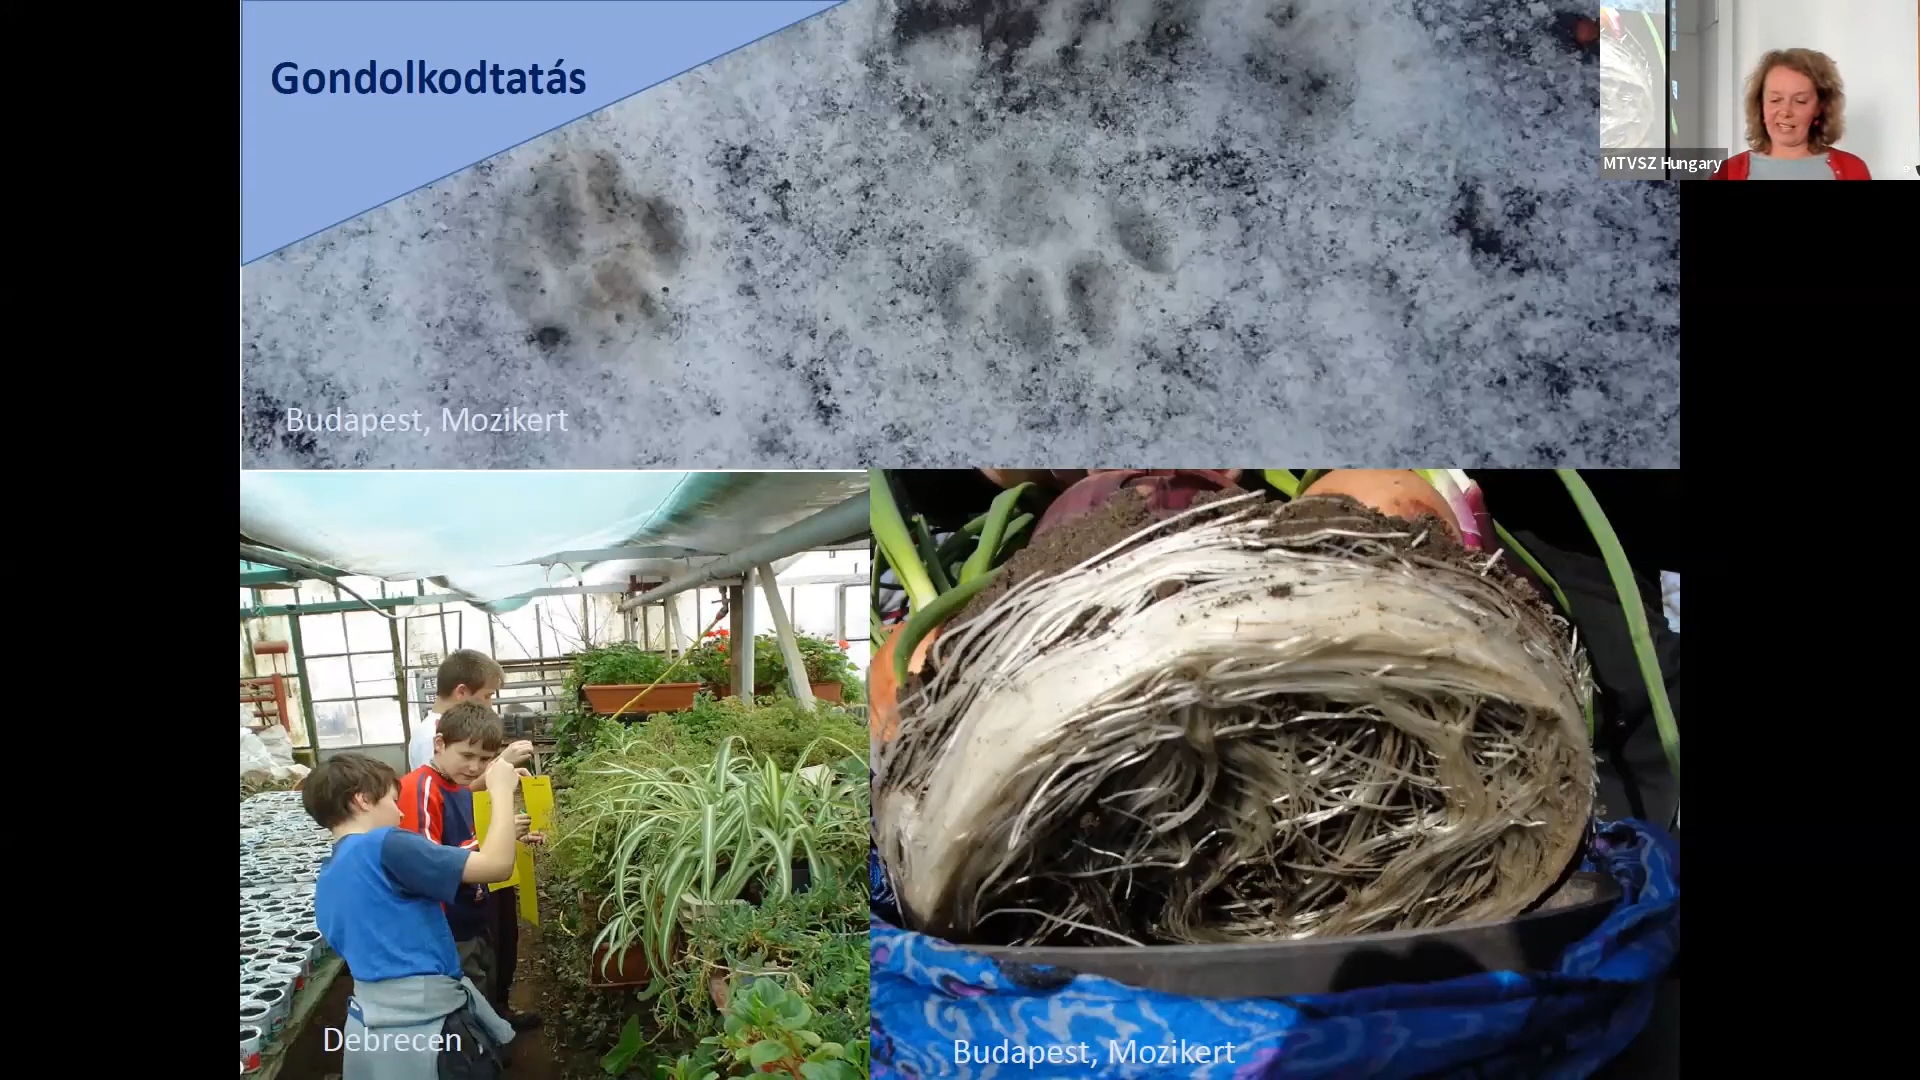 Gondolkodtatás
MTVSZ Hungary
Budapest, Mozikert
Debrecen
Budapest, Mozikert